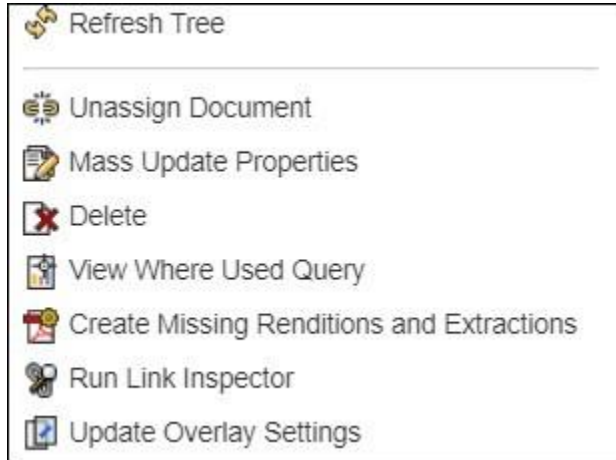 Refresh Tree
Unassign Document
Mass Update Properties
Delete
View Where Used Query
Create Missing Renditions and Extractions
Run Link Inspector
Update Overlay Settings